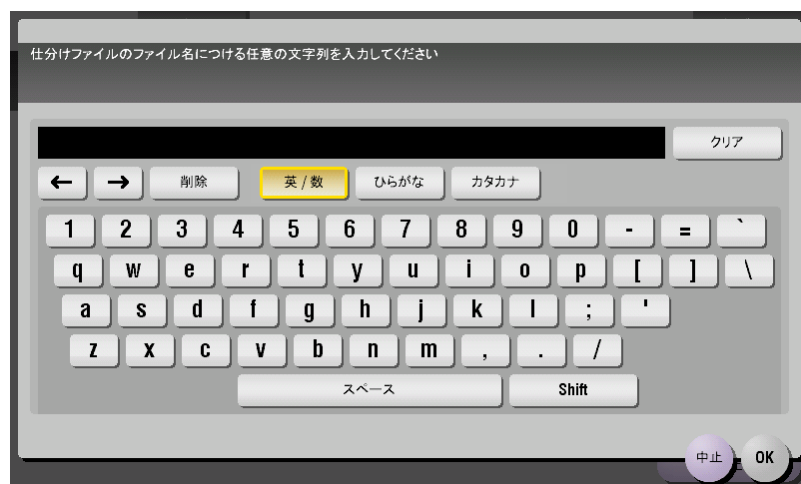 仕分けファイルのファイル名につける任意の文字列を入力してください
クリア
← → 削除 英/数 ひらがな カタカナ
1 2 3 4 5 6 7 8 9 0 - = `
q w e r t y u i o p [ ] \
a s d f g h j k l ; '
z x c v b n m , . /
スペース Shift
中止 OK